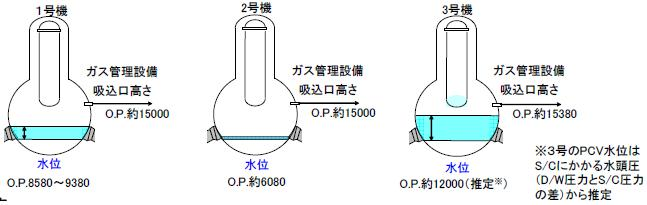 1号機
ガス管理設備
吸込口高さ
O.P.約15000
水位
O.P.8580～9380
2号機
ガス管理設備
吸込口高さ
O.P.約15000
水位
O.P.約6080
3号機
ガス管理設備
吸込口高さ
O.P.約15380
水位
O.P.約12000(推定※)
※3号のPCV水位は
S/Cにかかる水頭圧
(D/W圧力とS/C圧力
の差)から推定